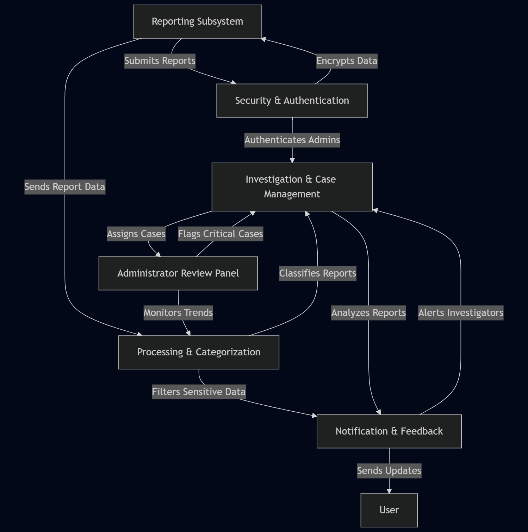 Reporting Subsystem
Submits Reports
Encrypts Data
Security & Authentication
Authenticates Admins
Investigation & Case
Management
Sends Report Data
Assigns Cases
Flags Critical Cases
Administrator Review Panel
Classifies Reports
Monitors Trends
Analyzes Reports
Alerts Investigators
Processing & Categorization
Filters Sensitive Data
Notification & Feedback
Sends Updates
User